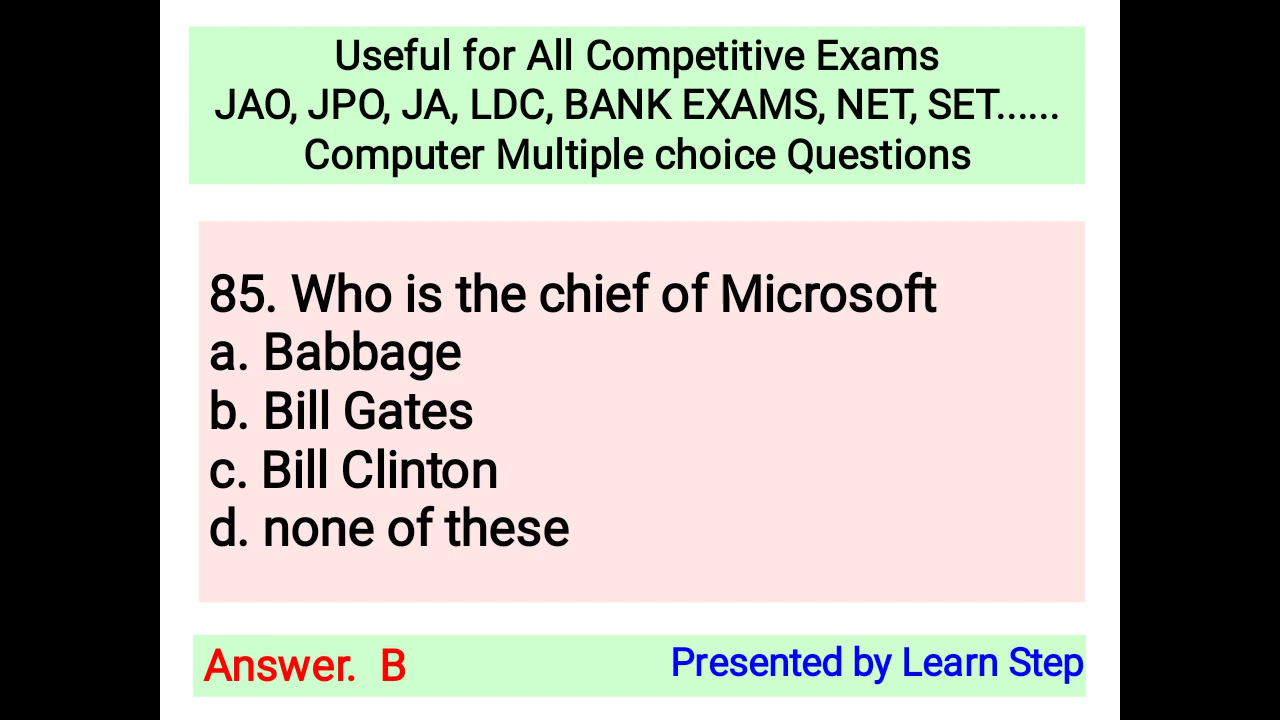 Useful for All Competitive Exams
JAO, JPO, JA, LDC, BANK EXAMS, NET, SET......
Computer Multiple choice Questions
85. Who is the chief of Microsoft
a. Babbage
b. Bill Gates
c. Bill Clinton
d. none of these
Answer. B
Presented by Learn Step